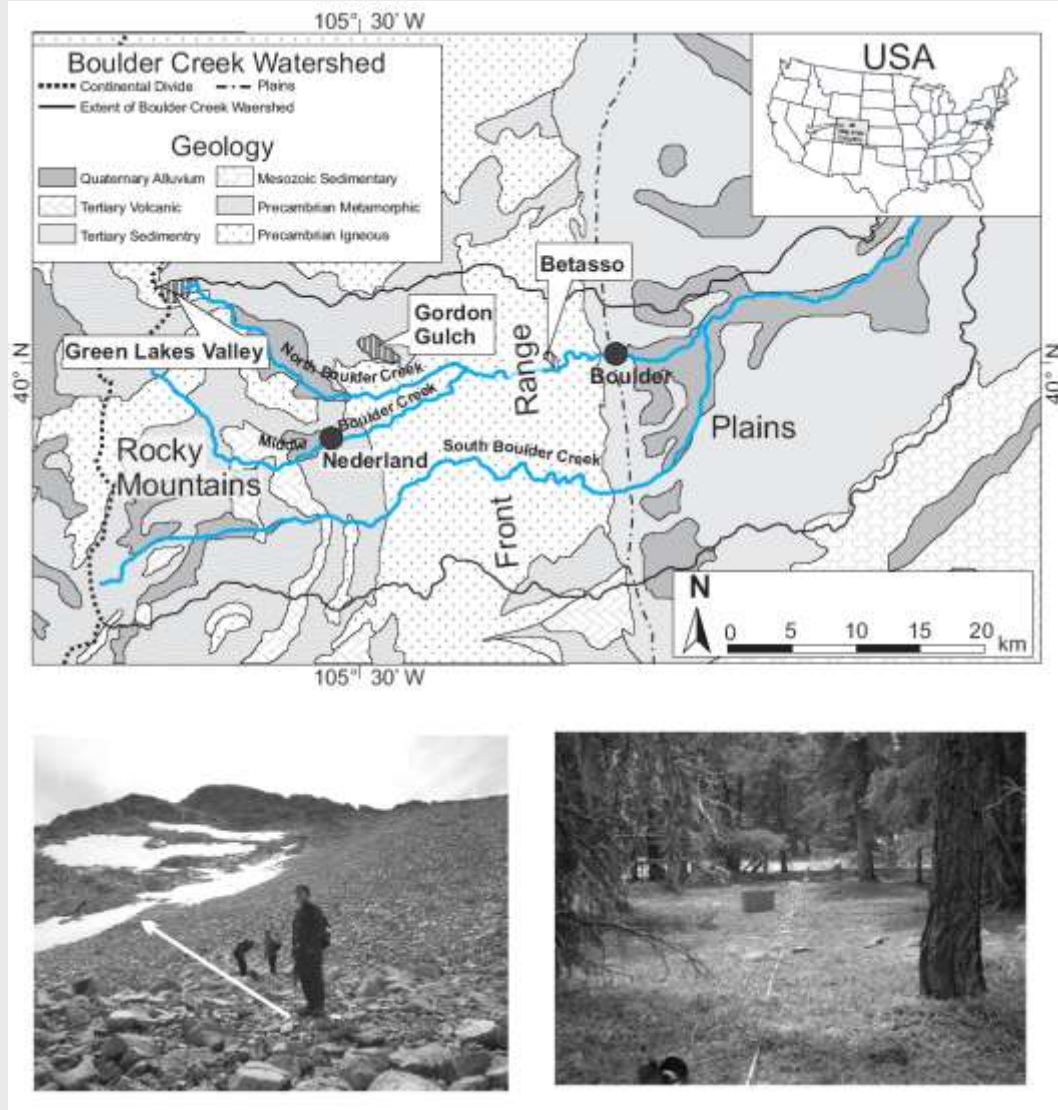 105° 30' W
Boulder Creek Watershed
Continental Divide
Plains
Extent of Boulder Creek Waershed
Geology
Quaternary Alluvium
Mesozoic Sedimentary
Tertiary Volcanic
Precambrian Metamorphic
Tertiary Sedimentry
Precambrian Igneous
USA
Betasso
Gordon
Gulch
Green Lakes Valley
North Boulder Creek
40° N
40° N
Range
Boulder
Middle Boulder Creek
Nederland
South Boulder Creek
Plains
Rocky
Mountains
Front
N
0 5 10 15 20
km
105° 30' W